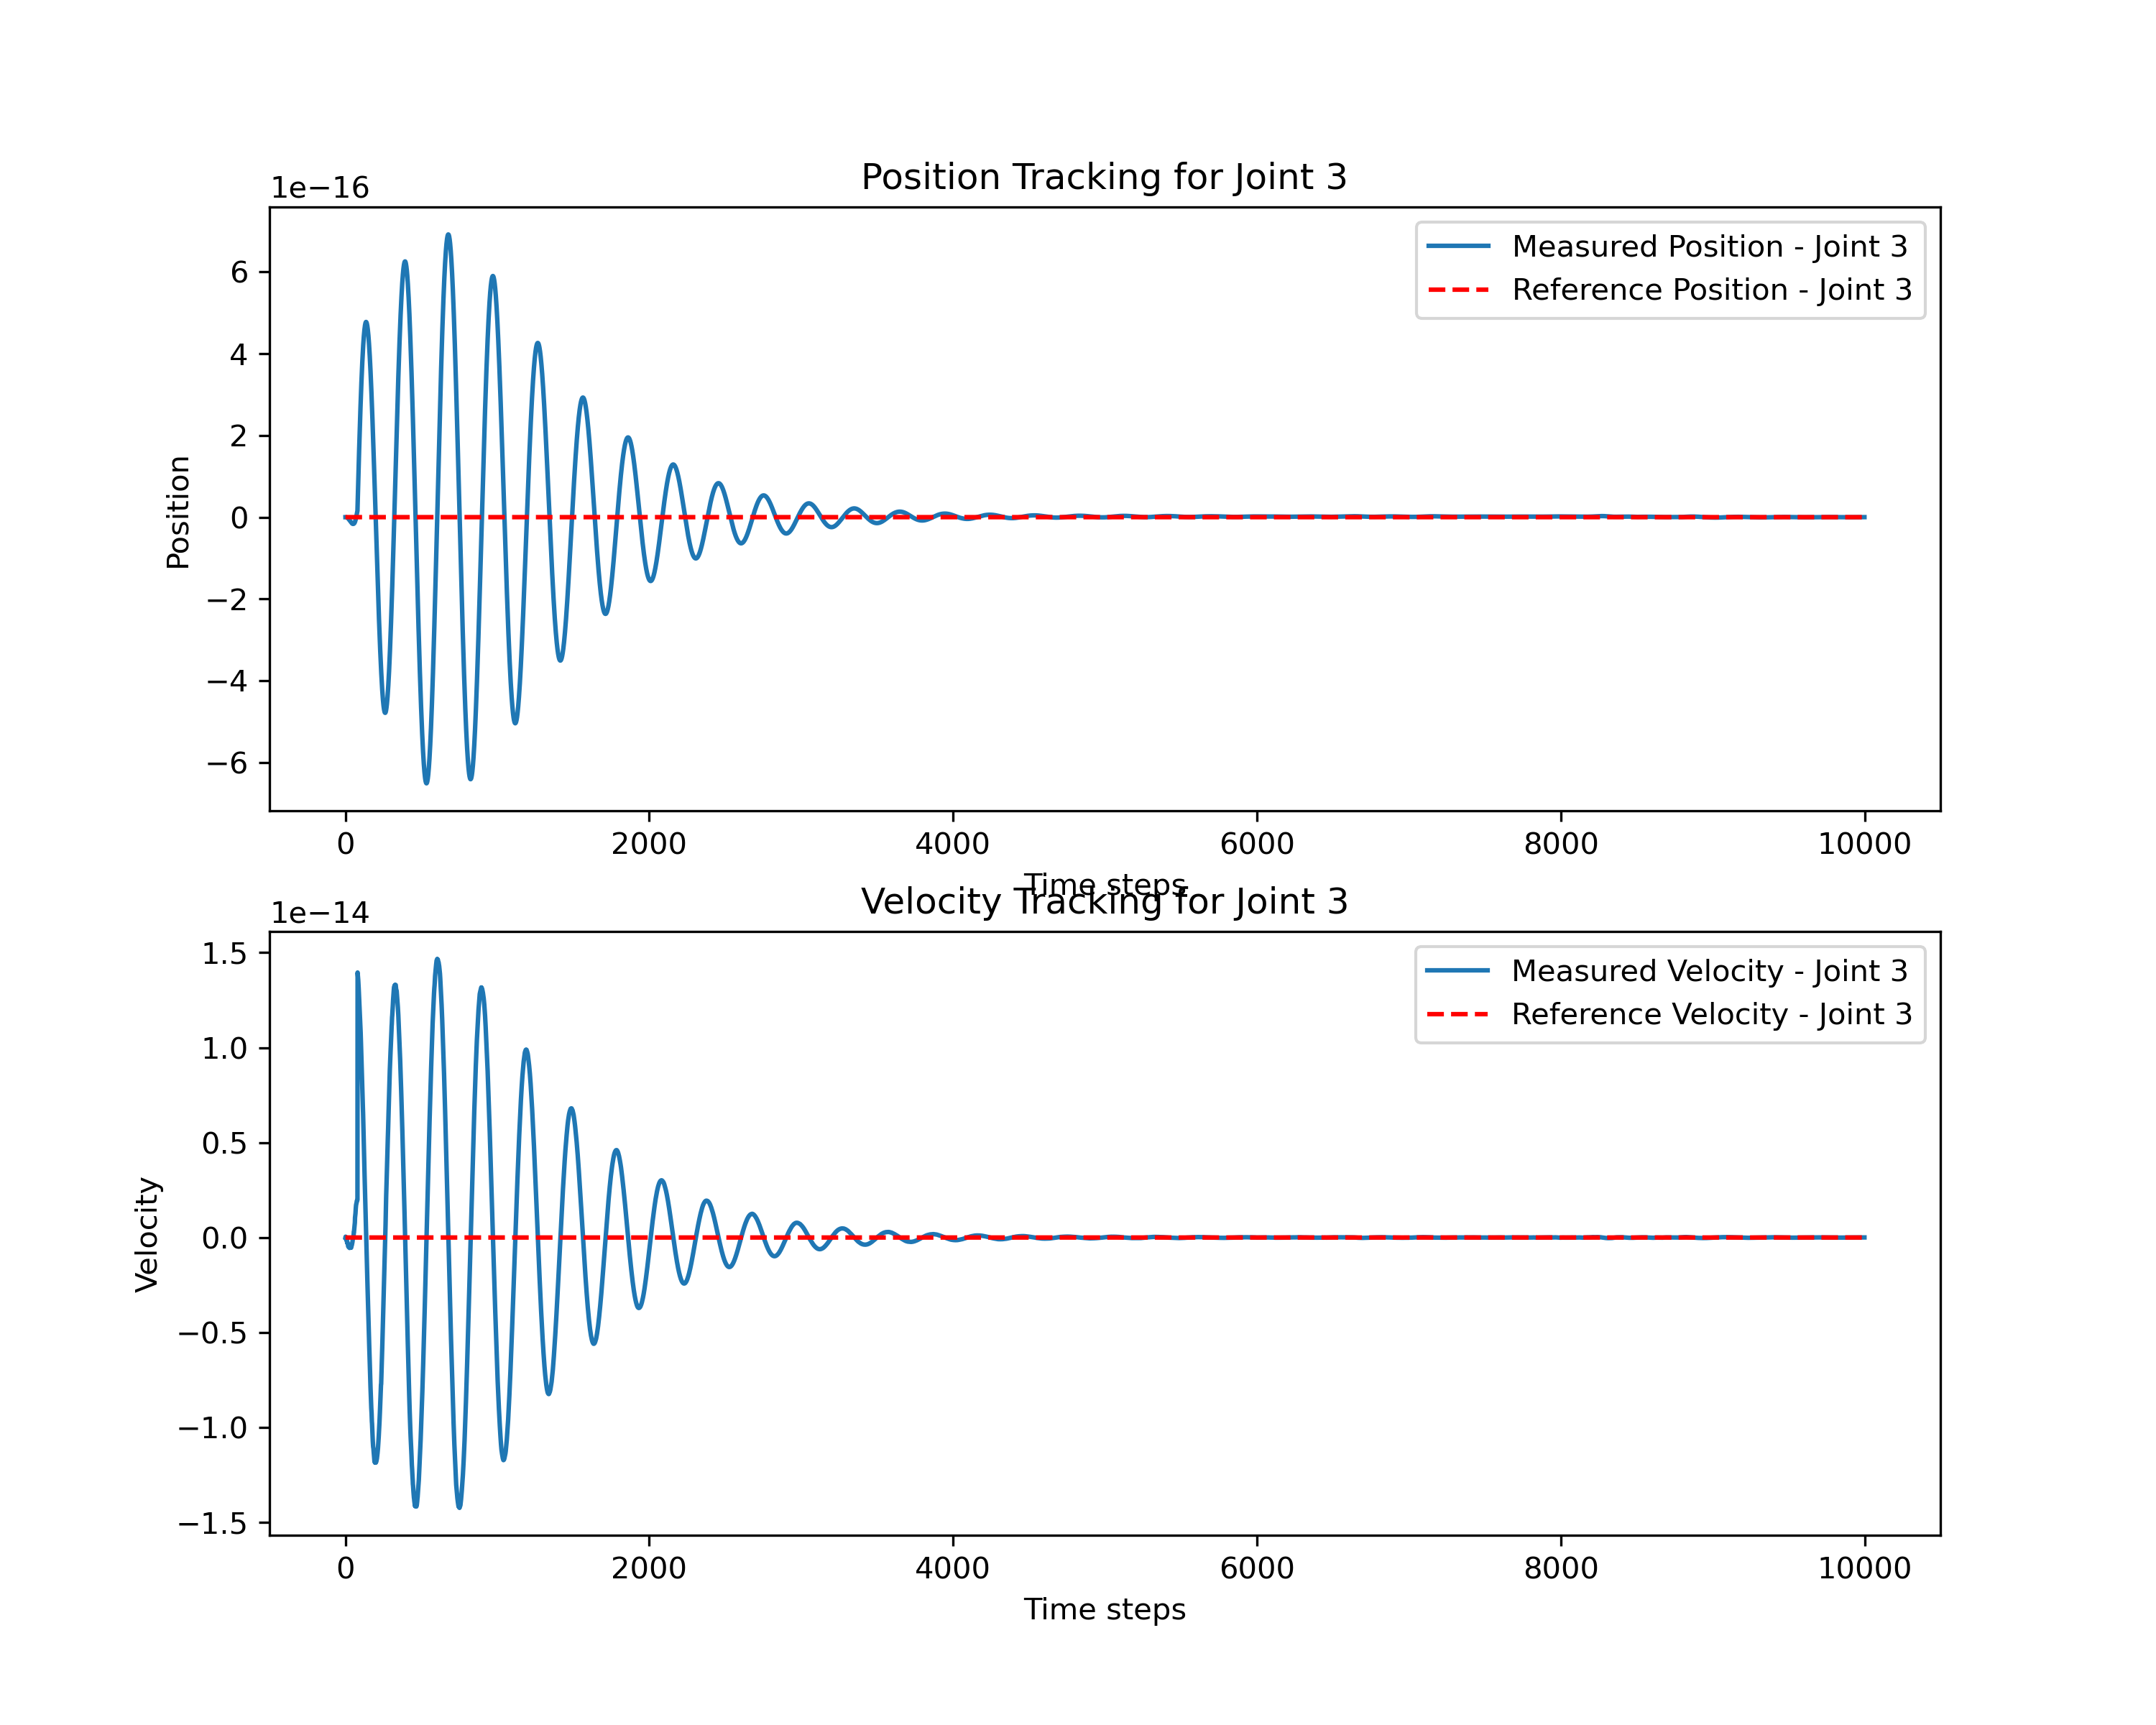 Position Tracking for Joint 3
1e−16
Measured Position - Joint 3
Reference Position - Joint 3
Position
6
4
2
0
−2
−4
−6
0 2000 4000 6000 8000 10000
Time steps
Velocity Tracking for Joint 3
1e−14
Measured Velocity - Joint 3
Reference Velocity - Joint 3
Velocity
1.5
1.0
0.5
0.0
−0.5
−1.0
−1.5
0 2000 4000 6000 8000 10000
Time steps